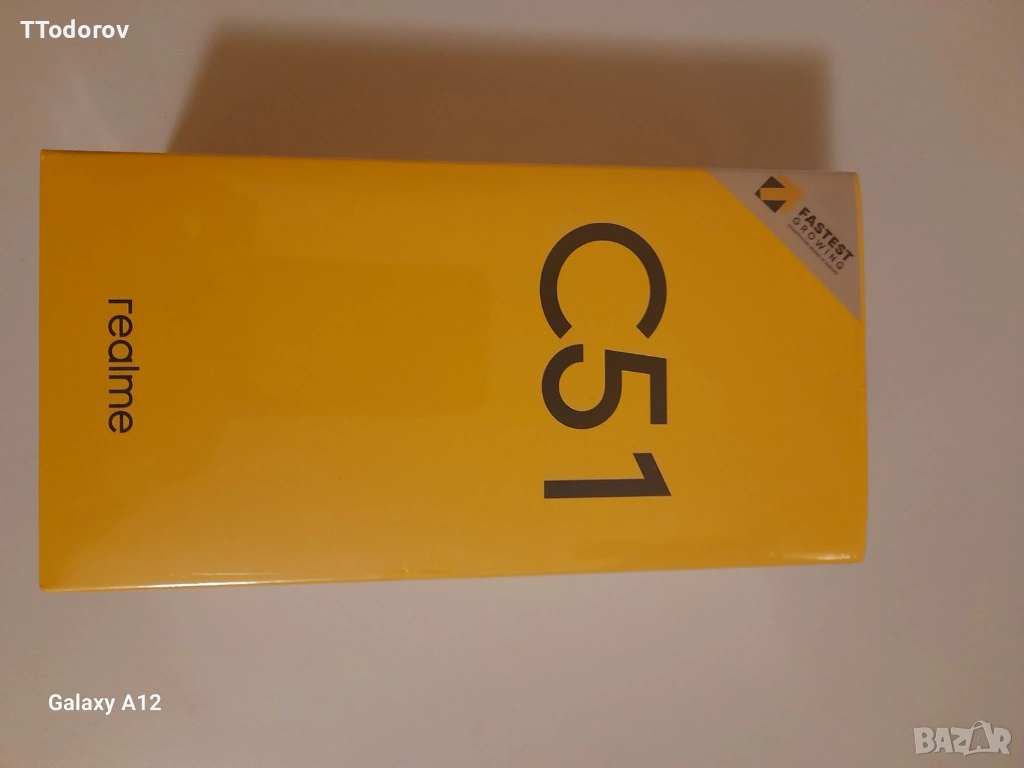 TTodorov
C51
realme
FASTEST
GROWING
Galaxy A12
BAZAR